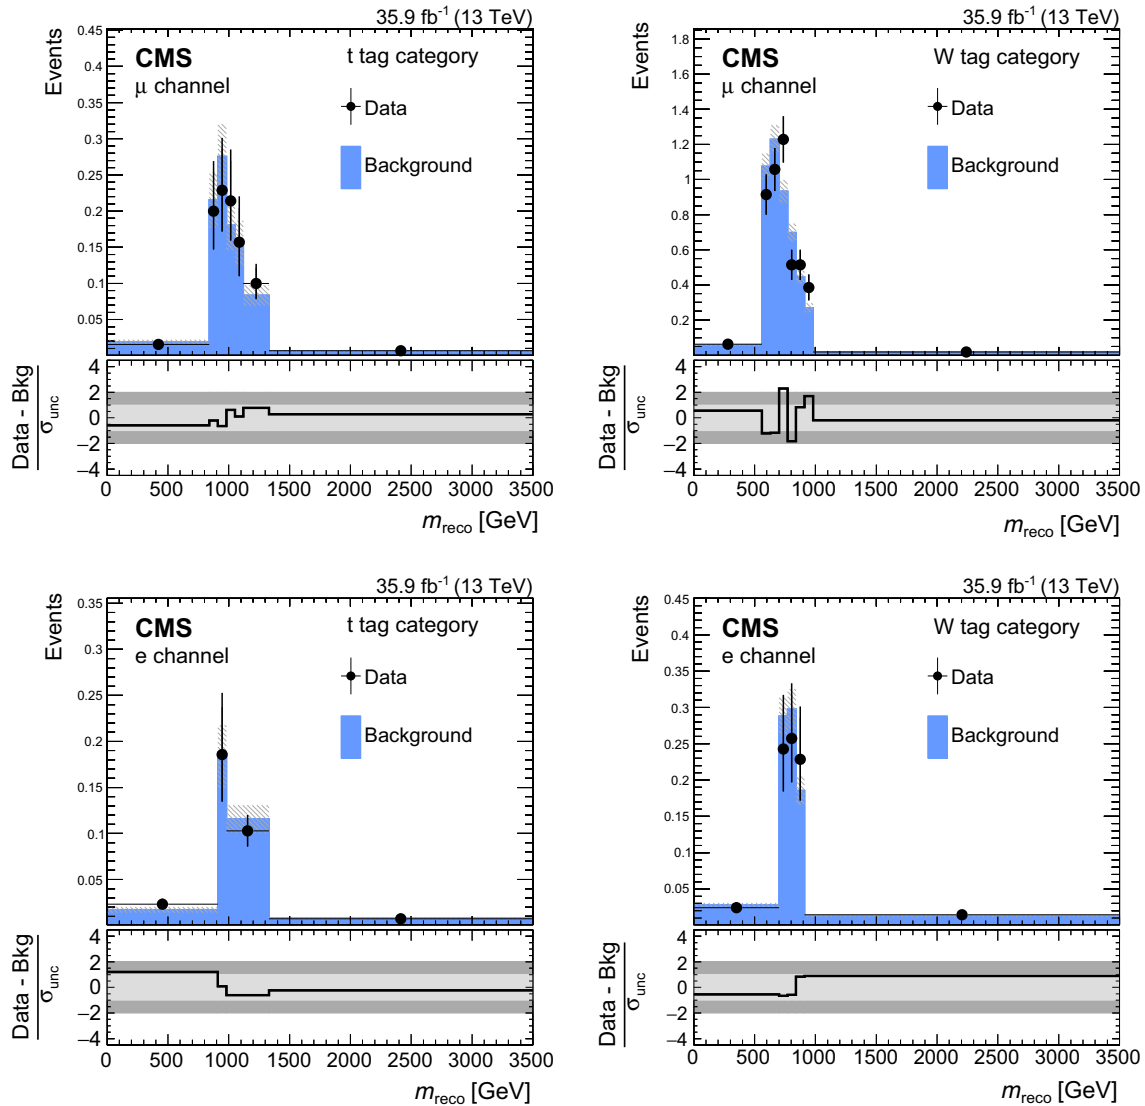 35.9 fb⁻¹ (13 TeV)
Events
CMS
μ channel
t tag category
Data
Background
0.45
0.4
0.35
0.3
0.25
0.2
0.15
0.1
0.05
Data - Bkg
σunc
4
2
0
−2
−4
0 500 1000 1500 2000 2500 3000 3500
mreco [GeV]
35.9 fb⁻¹ (13 TeV)
Events
CMS
μ channel
W tag category
Data
Background
1.8
1.6
1.4
1.2
1
0.8
0.6
0.4
0.2
Data - Bkg
σunc
4
2
0
−2
−4
0 500 1000 1500 2000 2500 3000 3500
mreco [GeV]
35.9 fb⁻¹ (13 TeV)
Events
CMS
e channel
t tag category
Data
Background
0.35
0.3
0.25
0.2
0.15
0.1
0.05
Data - Bkg
σunc
4
2
0
−2
−4
0 500 1000 1500 2000 2500 3000 3500
mreco [GeV]
35.9 fb⁻¹ (13 TeV)
Events
CMS
e channel
W tag category
Data
Background
0.45
0.4
0.35
0.3
0.25
0.2
0.15
0.1
0.05
Data - Bkg
σunc
4
2
0
−2
−4
0 500 1000 1500 2000 2500 3000 3500
mreco [GeV]